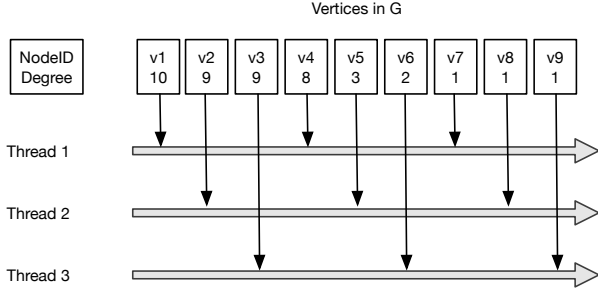 Vertices in G
NodeID v1 v2 v3 v4 v5 v6 v7 v8 v9
Degree 10 9 9 8 3 2 1 1 1
Thread 1
Thread 2
Thread 3